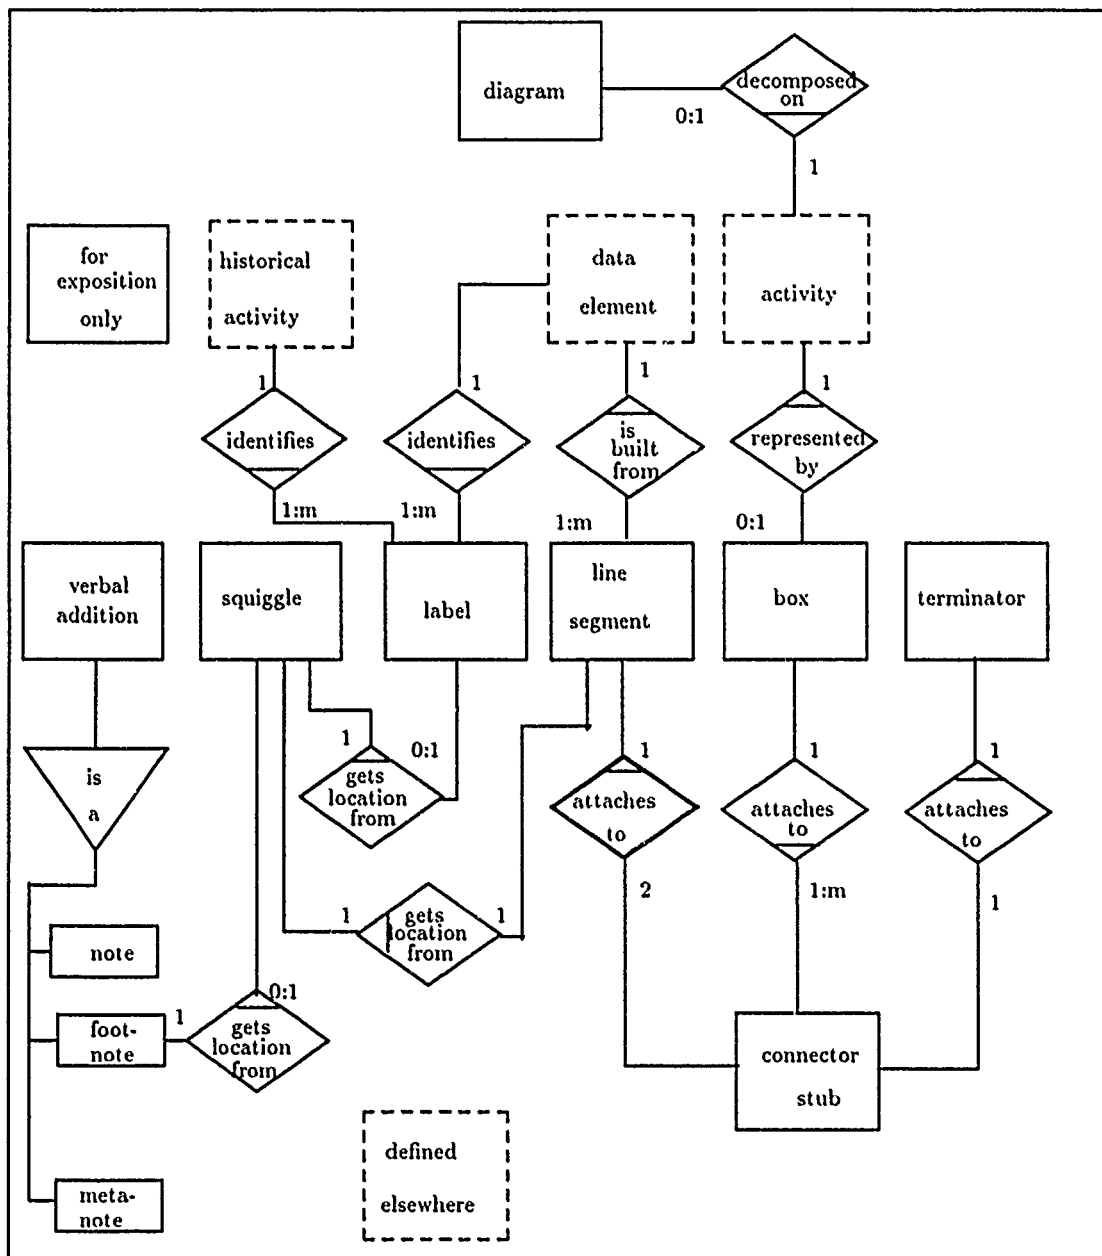 diagram
decomposed
on
0:1
1
for
exposition
only
historical
activity
data
element
activity
1
1
1
1
identifies
identifies
is
built
from
represented
by
1:m
1:m
1:m
0:1
verbal
addition
squiggle
label
line
segment
box
terminator
is
a
1
0:1
gets
location
from
1
attaches
to
1
attaches
to
1
attaches
to
2
1:m
1
1
gets
location
from
1
note
foot-
note
1
0:1
gets
location
from
connector
stub
meta-
note
defined
elsewhere